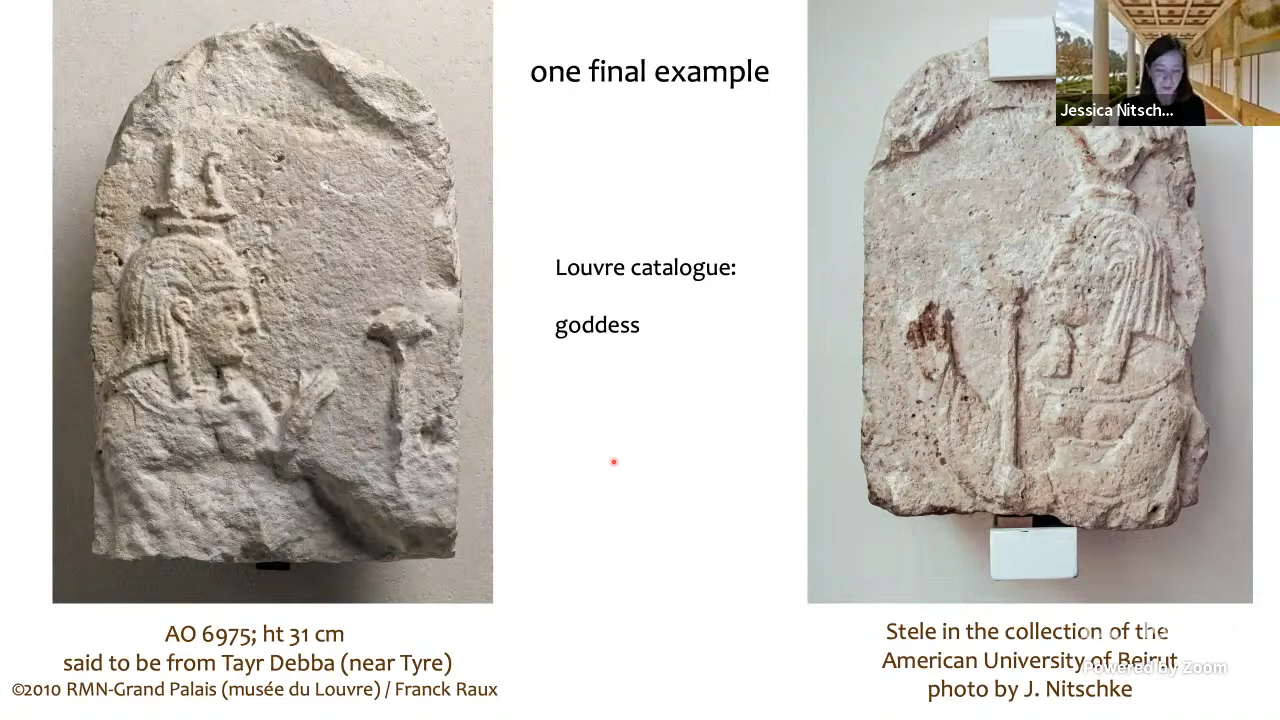 one final example
Jessica Nitsch...
Louvre catalogue:
goddess
AO 6975; ht 31 cm
said to be from Tayr Debba (near Tyre)
©2010 RMN-Grand Palais (musée du Louvre) / Franck Raux
Stele in the collection of the
American University of Beirut
photo by J. Nitschke
Powered by Zoom